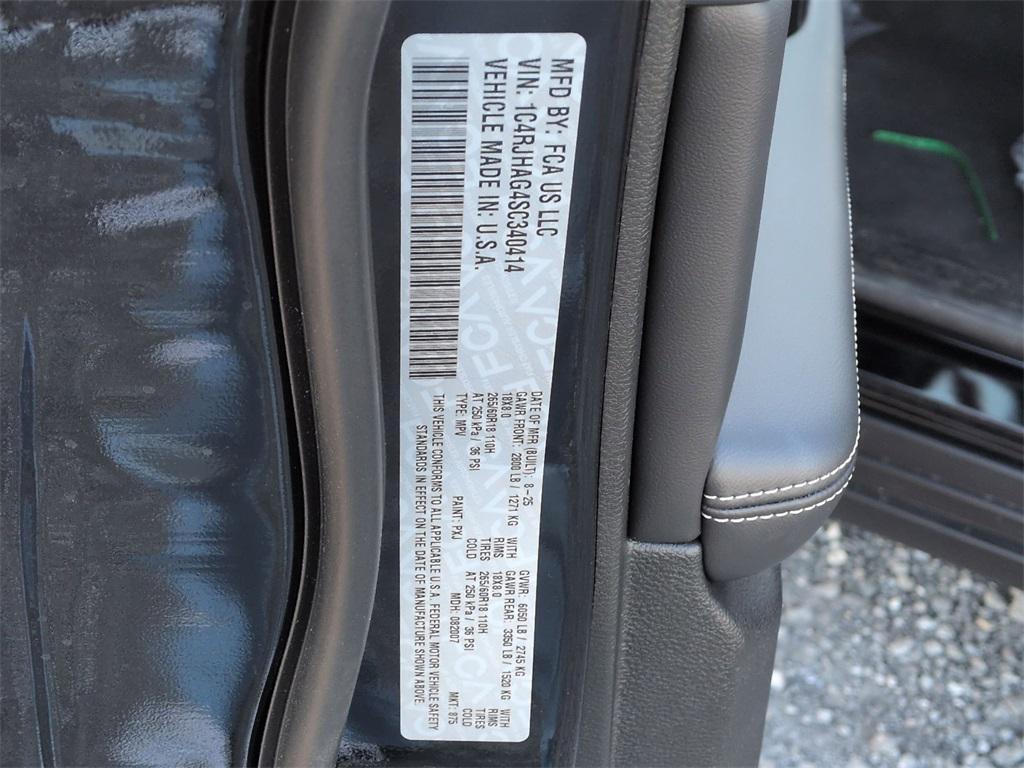 MFD BY: FCA US LLC
VIN: 1C4RJHAG4SC340414
VEHICLE MADE IN: U.S.A.
DATE OF MFR (BUILT): 8-25 GVWR: 6050 LB / 2745 KG
GAWR FRONT: 2800 LB / 1271 KG WITH GAWR REAR: 3350 LB / 1520 KG WITH
18X8.0 RIMS 18X8.0 RIMS
265/60R18 110H TIRES 265/60R18 110H TIRES
AT 250 kPa / 36 PSI COLD AT 250 kPa / 36 PSI COLD
TYPE: MPV PAINT: PXJ MDH: 082007 MKT: 875
THIS VEHICLE CONFORMS TO ALL APPLICABLE U.S.A. FEDERAL MOTOR VEHICLE SAFETY
STANDARDS IN EFFECT ON THE DATE OF MANUFACTURE SHOWN ABOVE.